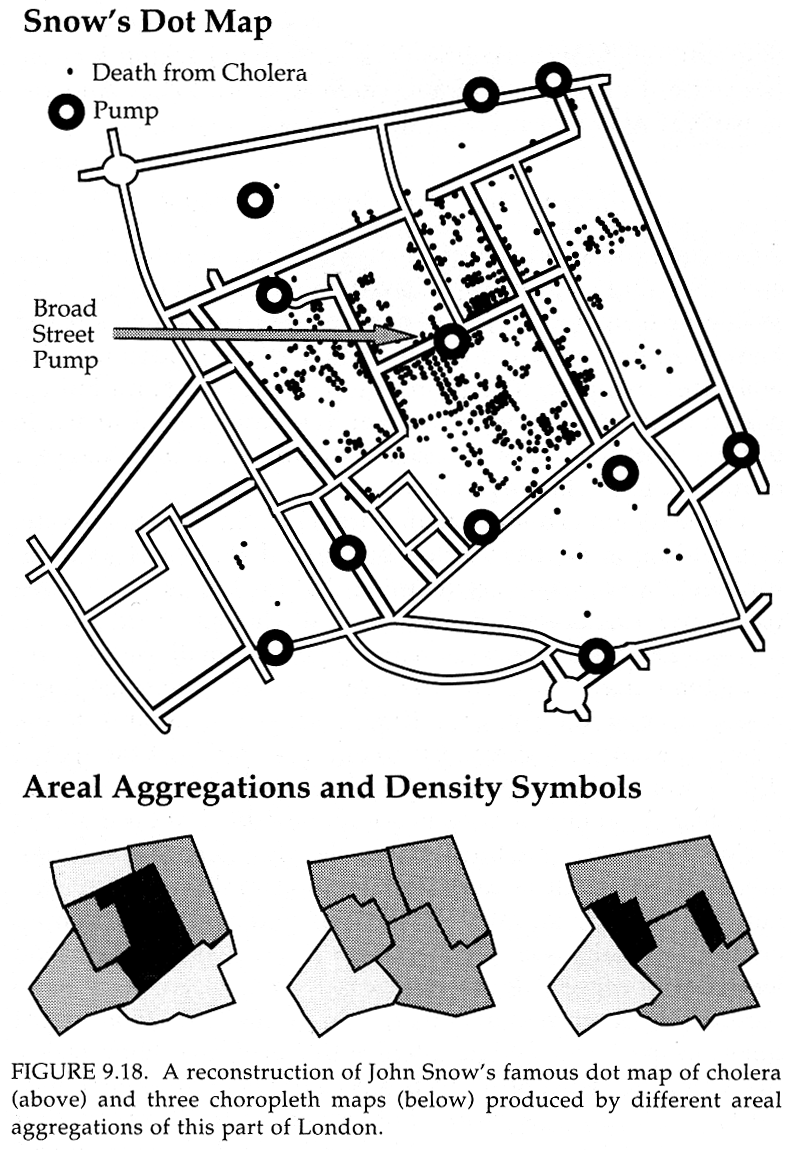 Snow's Dot Map
Death from Cholera
Pump
Broad
Street
Pump
Areal Aggregations and Density Symbols
FIGURE 9.18. A reconstruction of John Snow's famous dot map of cholera
(above) and three choropleth maps (below) produced by different areal
aggregations of this part of London.